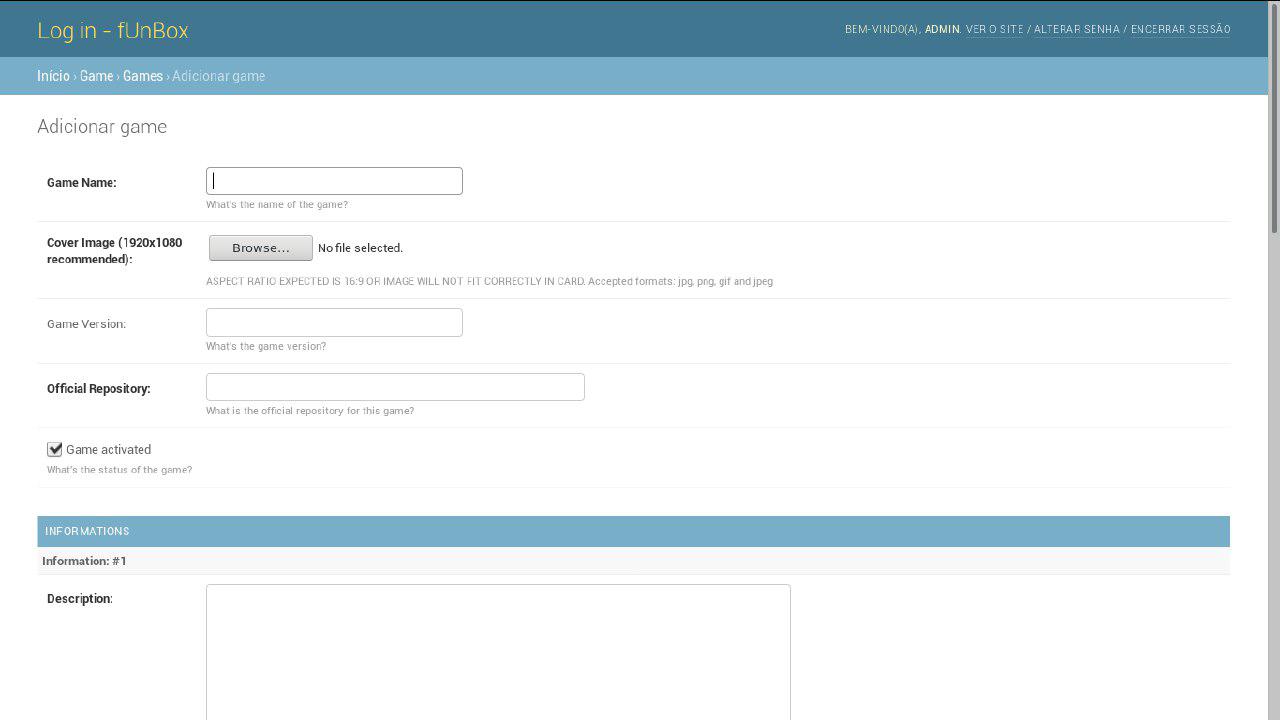 Log in - fUnBox
BEM-VINDO(A), ADMIN. VER O SITE / ALTERAR SENHA / ENCERRAR SESSÃO
Início › Game › Games › Adicionar game
Adicionar game
Game Name:
What's the name of the game?
Cover Image (1920x1080
recommended):
Browse... No file selected.
ASPECT RATIO EXPECTED IS 16:9 OR IMAGE WILL NOT FIT CORRECTLY IN CARD. Accepted formats: jpg, png, gif and jpeg
Game Version:
What's the game version?
Official Repository:
What is the official repository for this game?
Game activated
What's the status of the game?
INFORMATIONS
Information: #1
Description: